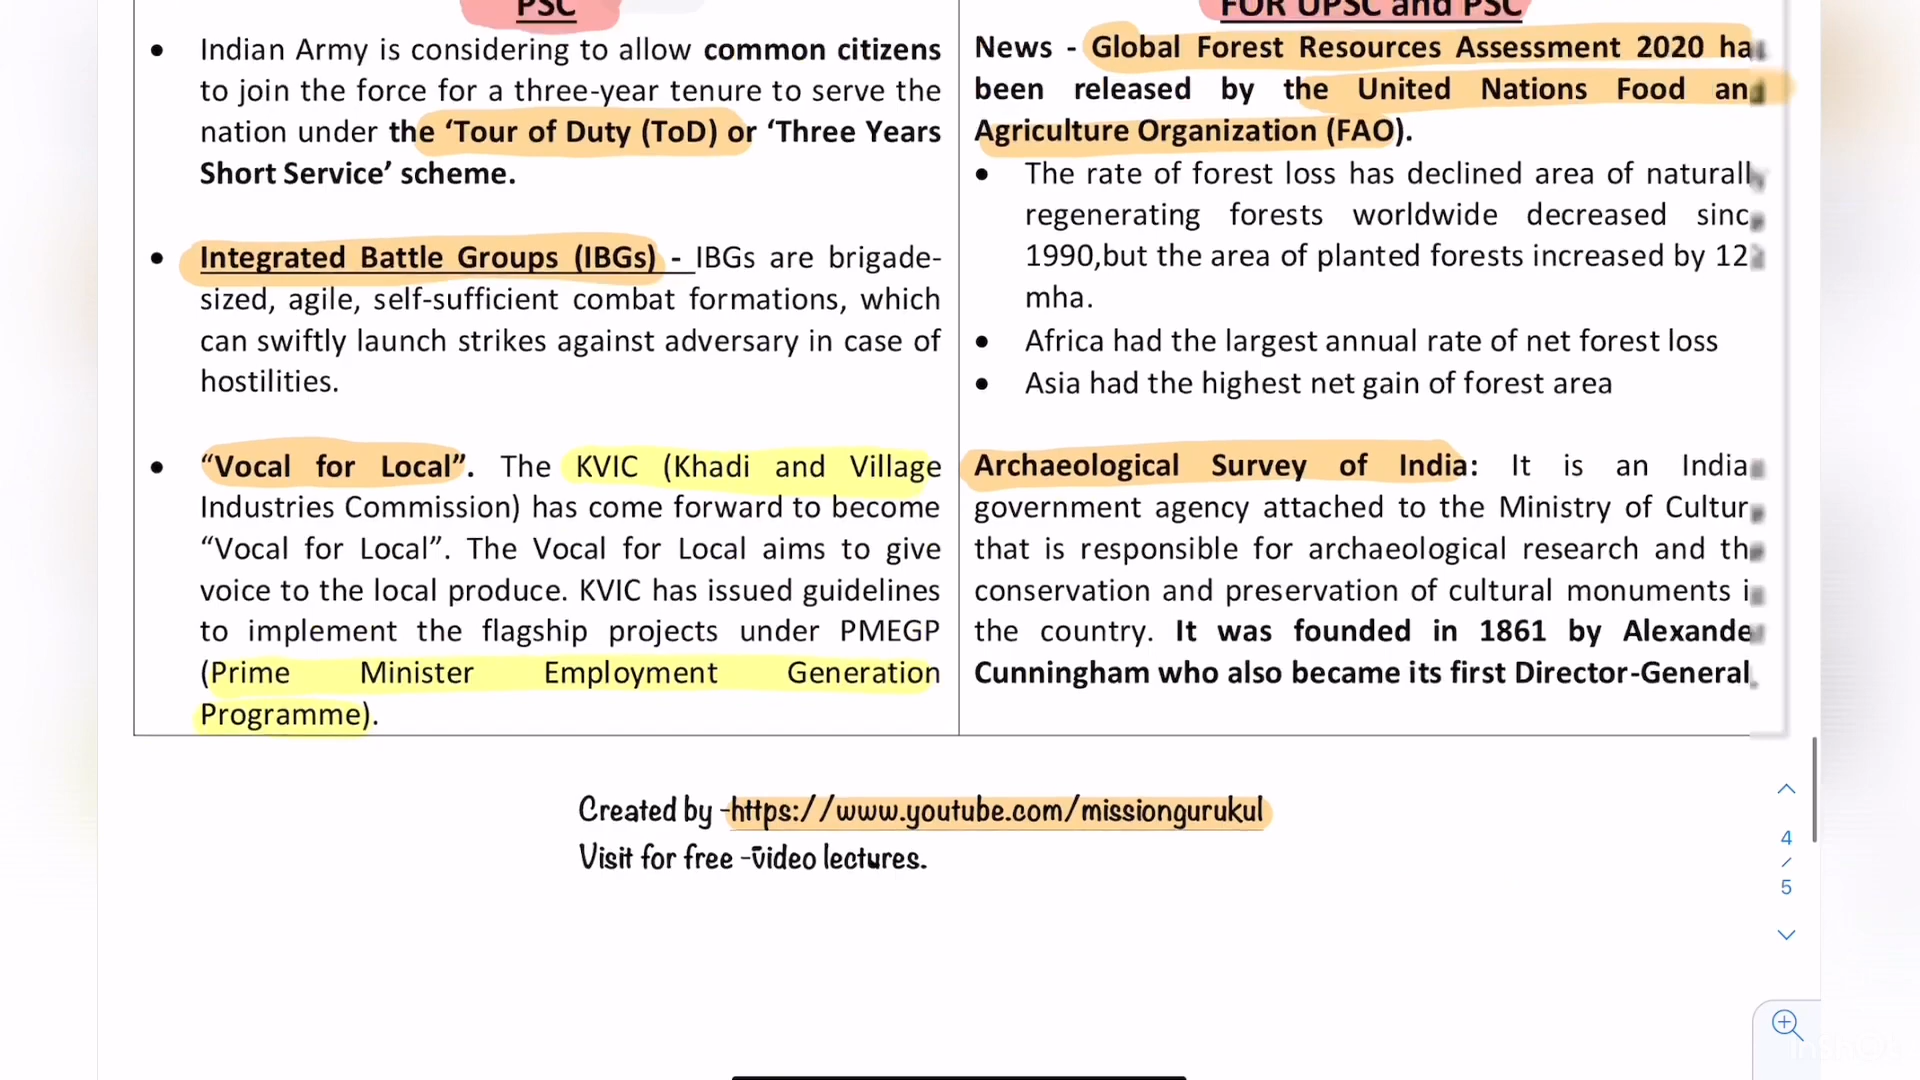 PSC
• Indian Army is considering to allow common citizens
to join the force for a three-year tenure to serve the
nation under the ‘Tour of Duty (ToD) or ‘Three Years
Short Service’ scheme.
• Integrated Battle Groups (IBGs) - IBGs are brigade-
sized, agile, self-sufficient combat formations, which
can swiftly launch strikes against adversary in case of
hostilities.
• “Vocal for Local”. The KVIC (Khadi and Village
Industries Commission) has come forward to become
“Vocal for Local”. The Vocal for Local aims to give
voice to the local produce. KVIC has issued guidelines
to implement the flagship projects under PMEGP
(Prime Minister Employment Generation
Programme).
FOR UPSC and PSC
News - Global Forest Resources Assessment 2020 ha
been released by the United Nations Food and
Agriculture Organization (FAO).
• The rate of forest loss has declined area of naturally
regenerating forests worldwide decreased sinc
1990,but the area of planted forests increased by 12
mha.
• Africa had the largest annual rate of net forest loss
• Asia had the highest net gain of forest area
Archaeological Survey of India: It is an India
government agency attached to the Ministry of Cultur
that is responsible for archaeological research and th
conservation and preservation of cultural monuments i
the country. It was founded in 1861 by Alexande
Cunningham who also became its first Director-General.
Created by -https://www.youtube.com/missiongurukul
Visit for free -video lectures.
4
/
5